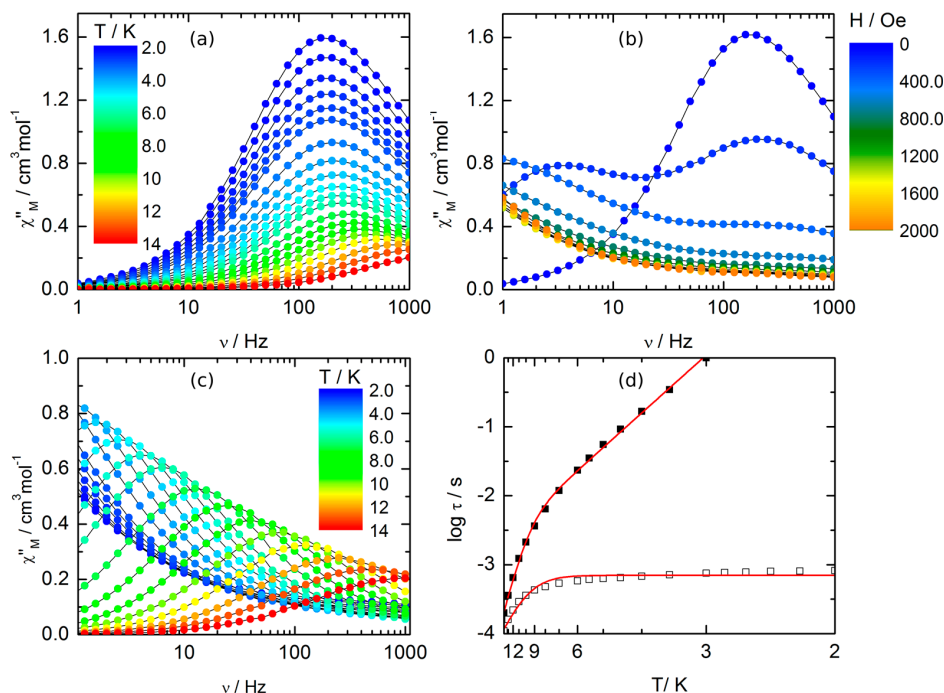 (a)
T / K
2.0
4.0
6.0
8.0
10
12
14
1.6
1.2
0.8
0.4
0.0
χ"M / cm3mol-1
1 10 100 1000
ν / Hz
(b)
H / Oe
0
400.0
800.0
1200
1600
2000
1.6
1.2
0.8
0.4
0.0
χ"M / cm3mol-1
1 10 100 1000
ν / Hz
(c)
T / K
2.0
4.0
6.0
8.0
10
12
14
1.0
0.8
0.6
0.4
0.2
0.0
χ"M / cm3mol-1
10 100 1000
ν / Hz
(d)
0
-1
-2
-3
-4
log τ / s
12 9 6 3 2
T/ K